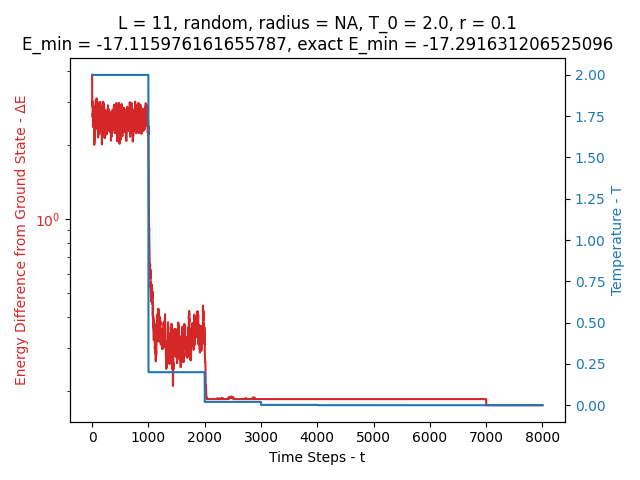 L = 11, random, radius = NA, T_0 = 2.0, r = 0.1
E_min = -17.115976161655787, exact E_min = -17.291631206525096
Energy Difference from Ground State - ΔE
10^0
2.00
1.75
1.50
1.25
1.00
0.75
0.50
0.25
0.00
Temperature - T
0 1000 2000 3000 4000 5000 6000 7000 8000
Time Steps - t